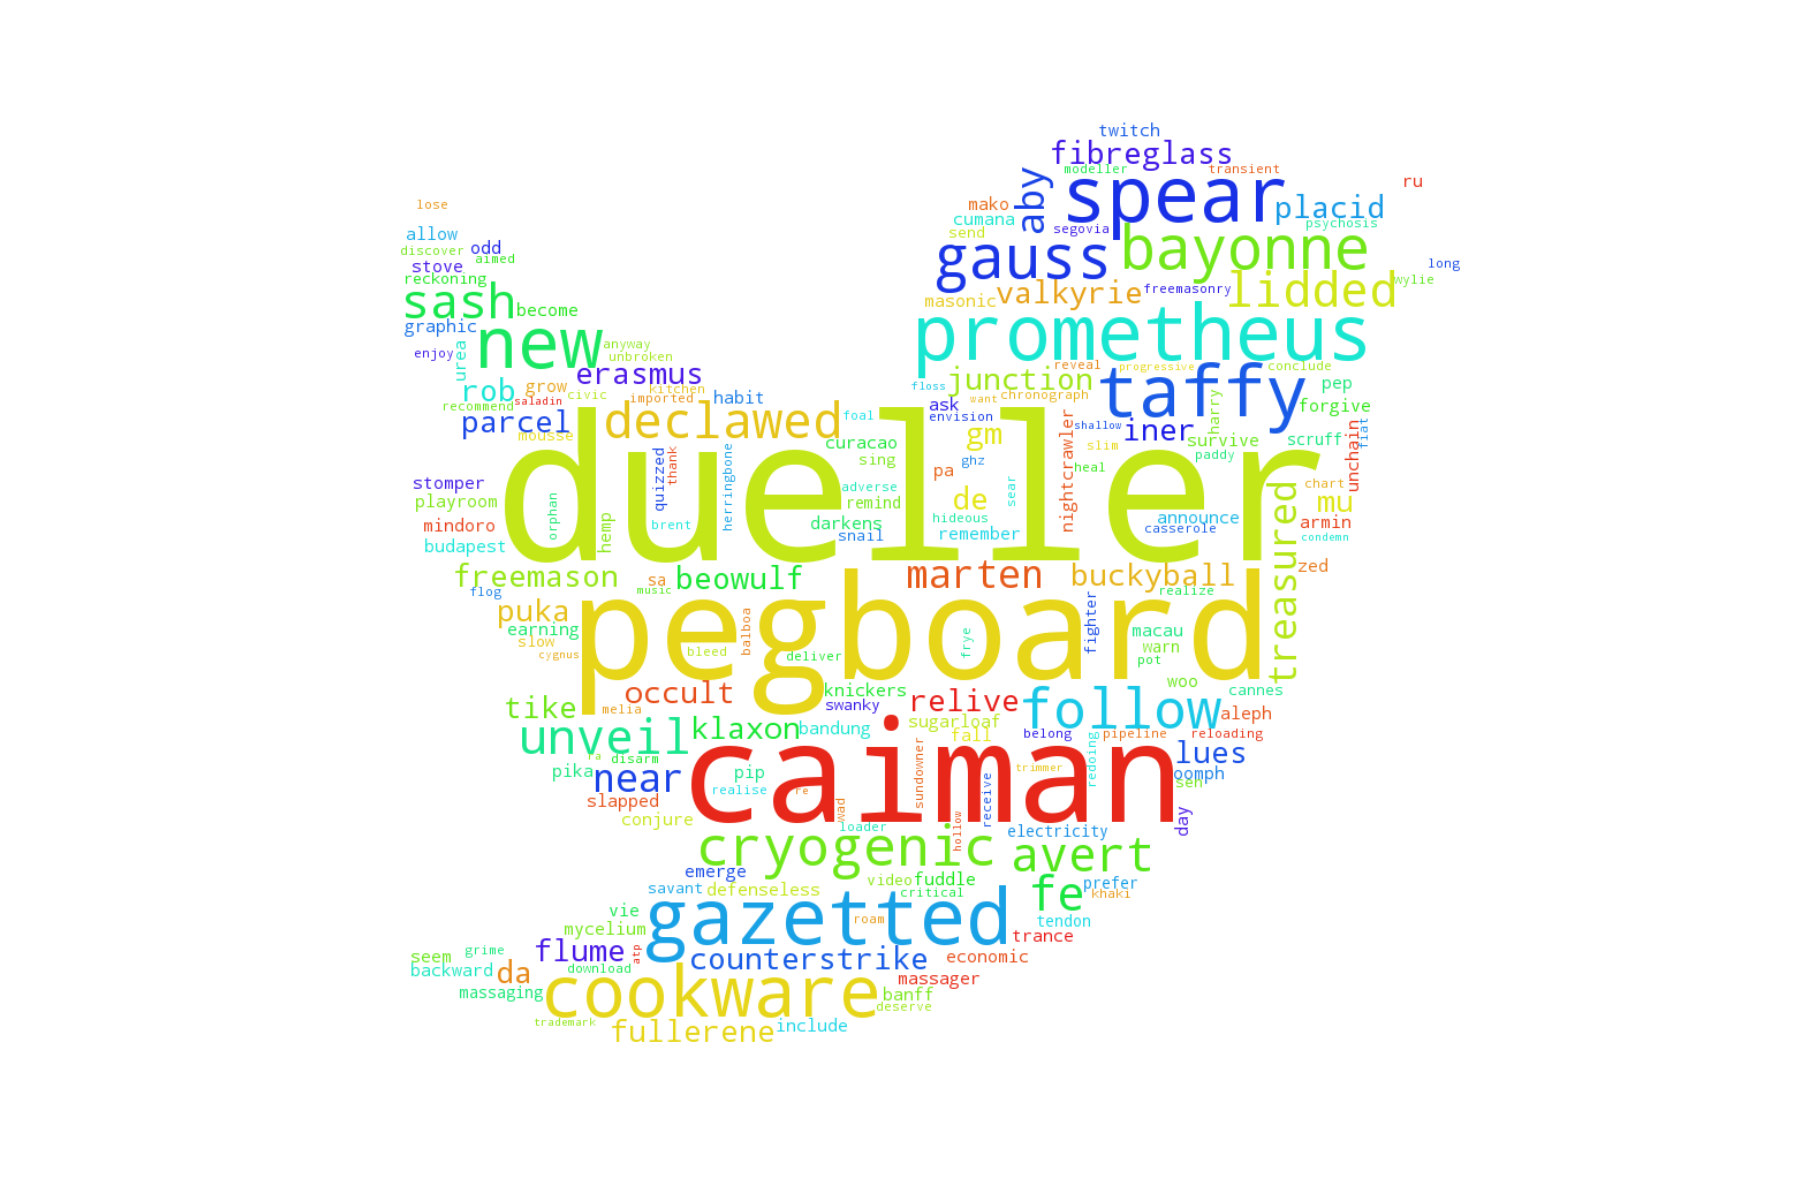 twitch
fibreglass
modeller
transient
spear
aby
ru
placid
mako
cumana
send
segovia
psychosis
lose
allow
discover
odd
aimed
stove
reckoning
gauss
bayonne
long
wylie
sash
become
masonic
valkyrie
freemasonry
lidded
graphic
new
prometheus
enjoy
urea
anyway
unbroken
erasmus
rob
grow
kitchen
civic
imported
habit
saladin
recommend
floss
junction
reveal
progressive
conclude
taffy
pep
want
chronograph
forgive
harry
parcel
mousse
declawed
foal
ask
envision
gm
shallow
iner
slim
survive
scruff
fiat
unchain
paddy
curacao
sing
pa
ghz
nightcrawler
heal
dueller
stomper
playroom
mindoro
budapest
orphan
hemp
quizzed
thank
brent
herringbone
adverse
remind
darkens
snail
de
sear
hideous
remember
announce
casserole
treasured
chart
mu
armin
condemn
zed
freemason
flog
sa
music
beowulf
marten
buckyball
realize
puka
earning
slow
cygnus
pegboard
bleed
balboa
deliver
frye
fighter
macau
warn
pot
woo
cannes
occult
melia
tike
knickers
swanky
relive
follow
aleph
unveil
ra
disarm
klaxon
bandung
sugarloaf
fall
belong
pipeline
reloading
redoing
lues
pika
near
pip
realise
re
caiman
trimmer
oomph
sen
slapped
conjure
wad
loader
sundowner
receive
hollow
day
electricity
cryogenic
avert
emerge
savant
defenseless
video
fuddle
critical
fe
prefer
khaki
vie
mycelium
gazetted
roam
tendon
trance
seem
grime
backward
da
flume
atp
download
counterstrike
economic
massager
massaging
cookware
banff
deserve
trademark
fullerene
include